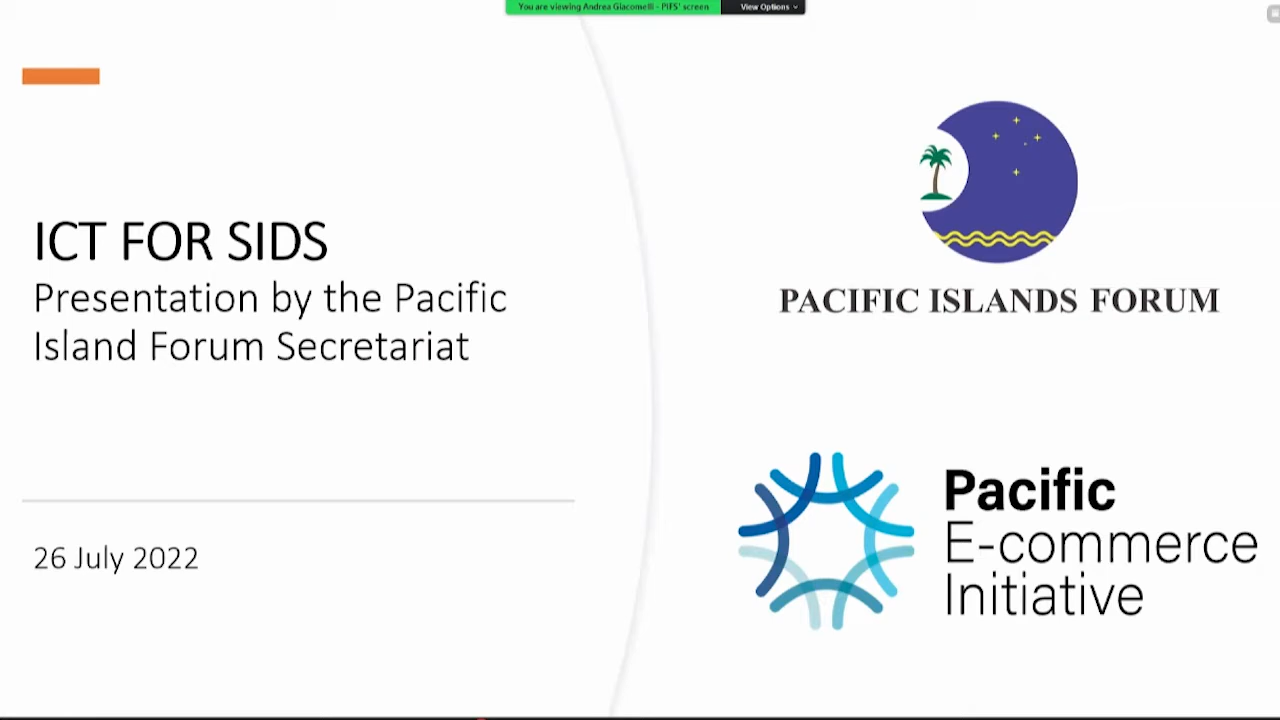 You are viewing Andrea Giacomelli - PIFS' screen
View Options
ICT FOR SIDS
Presentation by the Pacific
Island Forum Secretariat
26 July 2022
PACIFIC ISLANDS FORUM
Pacific
E-commerce
Initiative